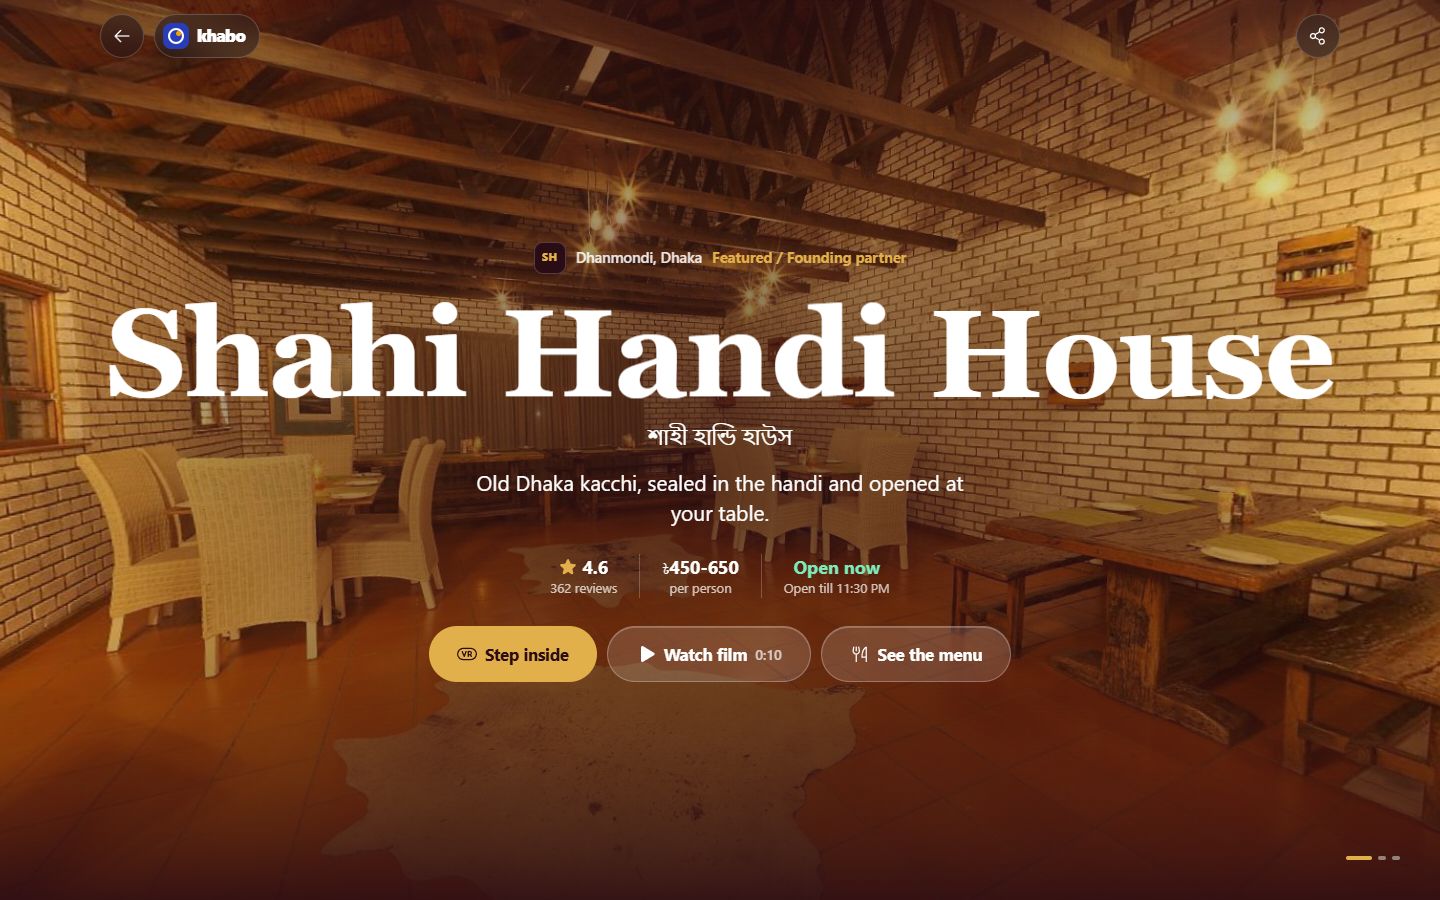 khabo
SH Dhanmondi, Dhaka Featured / Founding partner
Shahi Handi House
শাহী হান্ডি হাউস
Old Dhaka kacchi, sealed in the handi and opened at
your table.
4.6 ৳450-650 Open now
362 reviews per person Open till 11:30 PM
VR Step inside Watch film 0:10 See the menu